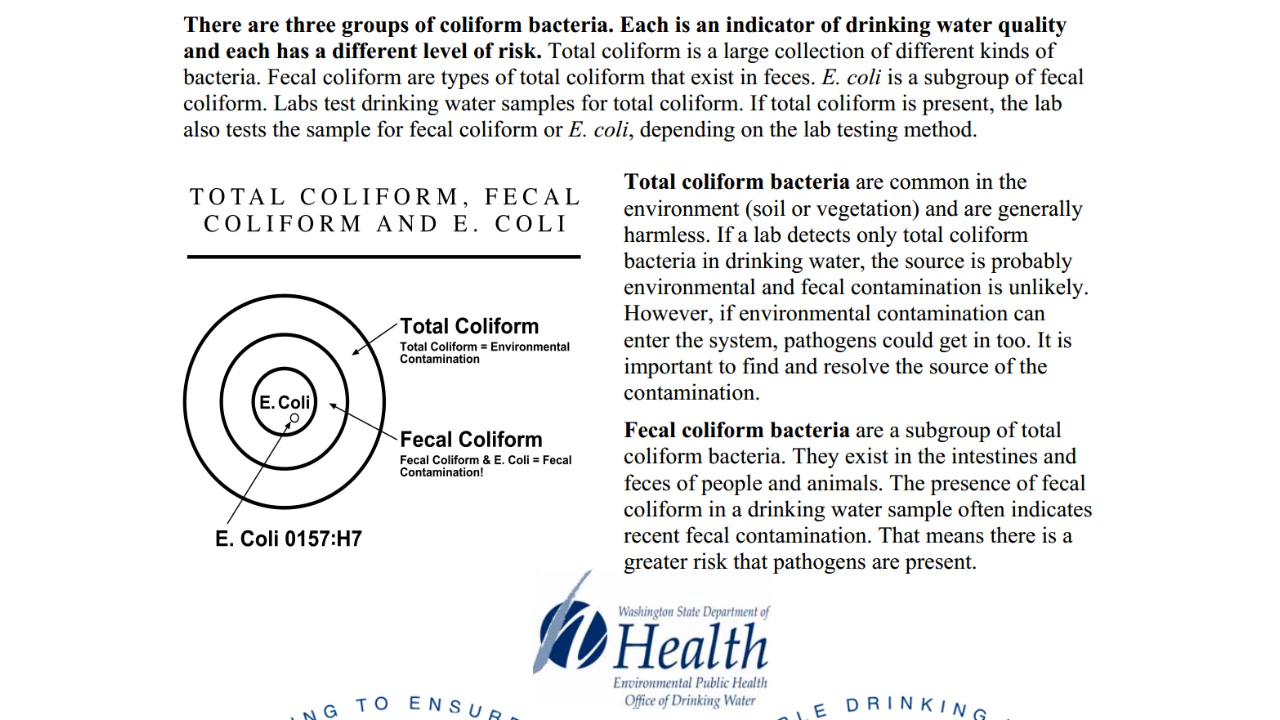 There are three groups of coliform bacteria. Each is an indicator of drinking water quality
and each has a different level of risk. Total coliform is a large collection of different kinds of
bacteria. Fecal coliform are types of total coliform that exist in feces. E. coli is a subgroup of fecal
coliform. Labs test drinking water samples for total coliform. If total coliform is present, the lab
also tests the sample for fecal coliform or E. coli, depending on the lab testing method.
TOTAL COLIFORM, FECAL
COLIFORM AND E. COLI
Total Coliform
Total Coliform = Environmental
Contamination
E. Coli
Fecal Coliform
Fecal Coliform & E. Coli = Fecal
Contamination!
E. Coli 0157:H7
Total coliform bacteria are common in the
environment (soil or vegetation) and are generally
harmless. If a lab detects only total coliform
bacteria in drinking water, the source is probably
environmental and fecal contamination is unlikely.
However, if environmental contamination can
enter the system, pathogens could get in too. It is
important to find and resolve the source of the
contamination.
Fecal coliform bacteria are a subgroup of total
coliform bacteria. They exist in the intestines and
feces of people and animals. The presence of fecal
coliform in a drinking water sample often indicates
recent fecal contamination. That means there is a
greater risk that pathogens are present.
Washington State Department of
Health
Environmental Public Health
Office of Drinking Water
TO ENSUR
DRINKING